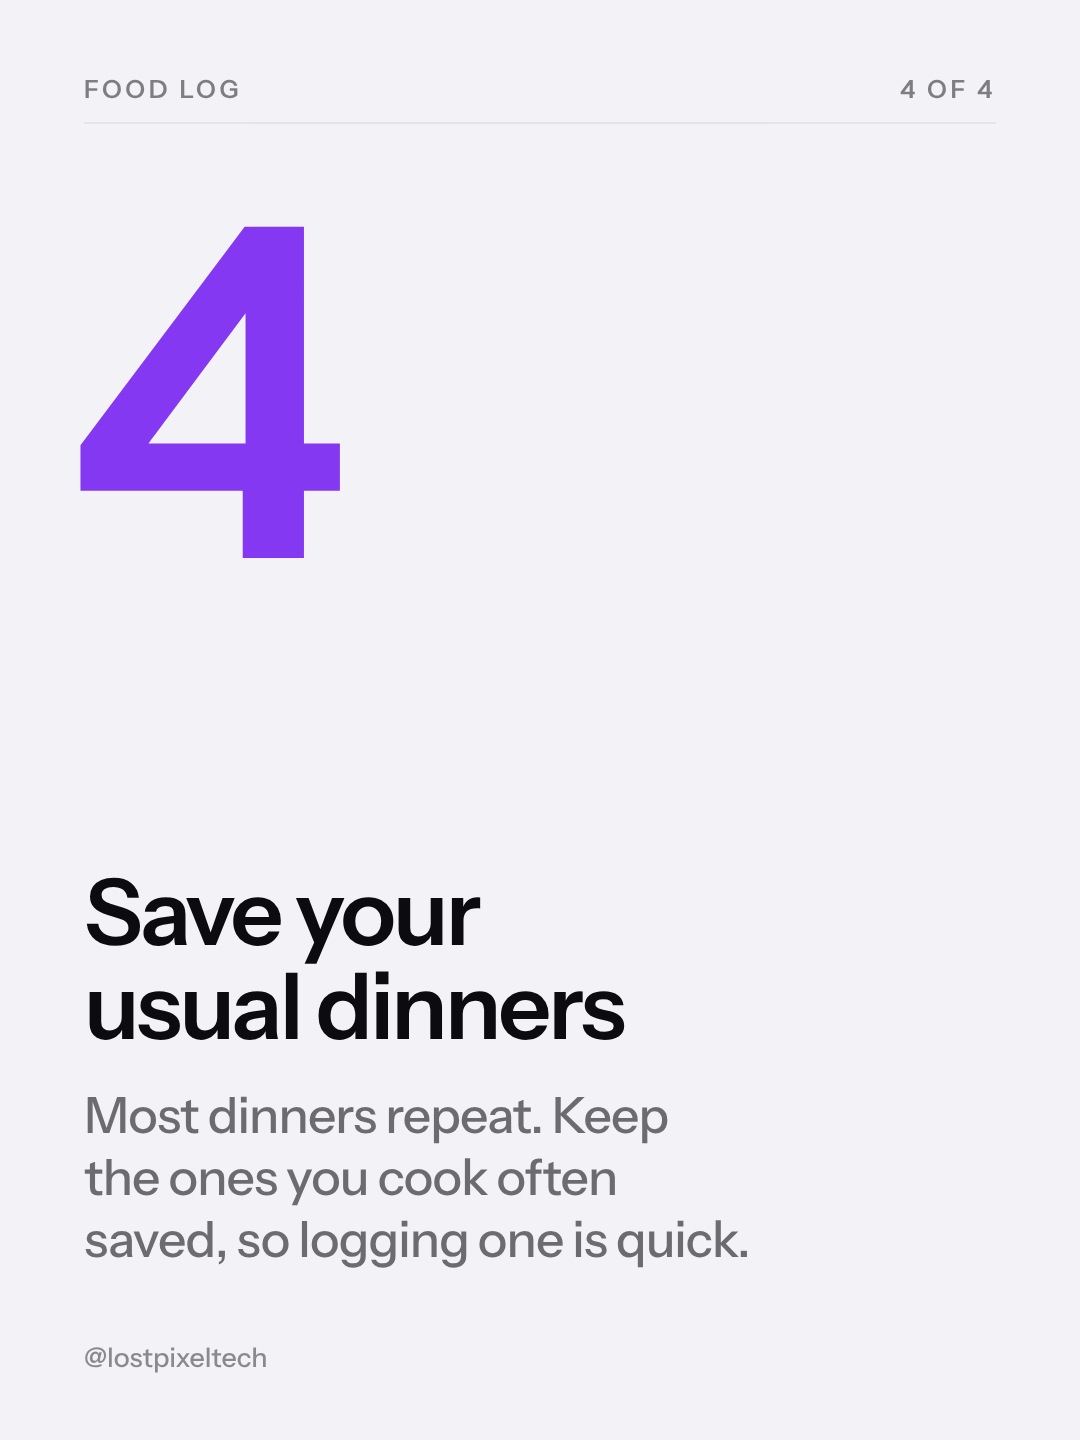 FOOD LOG
4 OF 4
4
Save your
usual dinners
Most dinners repeat. Keep
the ones you cook often
saved, so logging one is quick.
@lostpixeltech